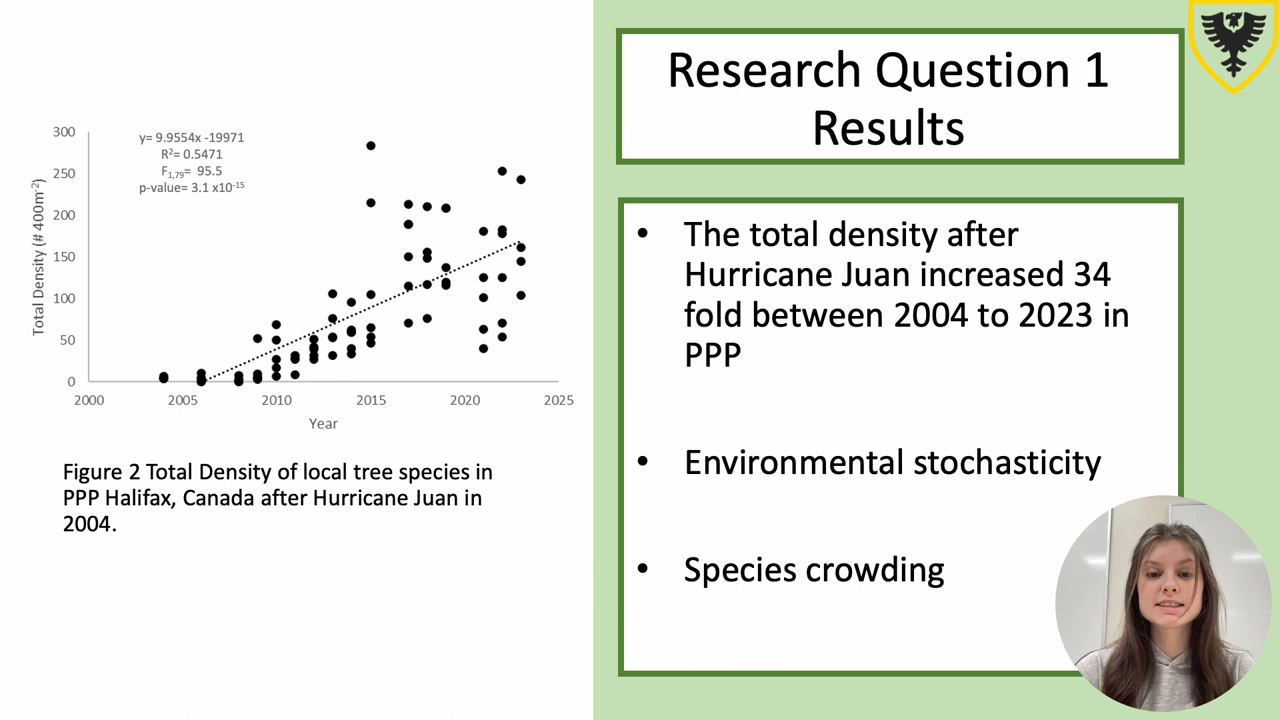 Research Question 1
Results
300
250
200
150
100
50
0
Total Density (# 400m⁻²)
y= 9.9554x -19971
R²= 0.5471
F₁,₇₉= 95.5
p-value= 3.1 x10⁻¹⁵
2000
2005
2010
2015
2020
2025
Year
Figure 2 Total Density of local tree species in
PPP Halifax, Canada after Hurricane Juan in
2004.
• The total density after
Hurricane Juan increased 34
fold between 2004 to 2023 in
PPP
• Environmental stochasticity
• Species crowding